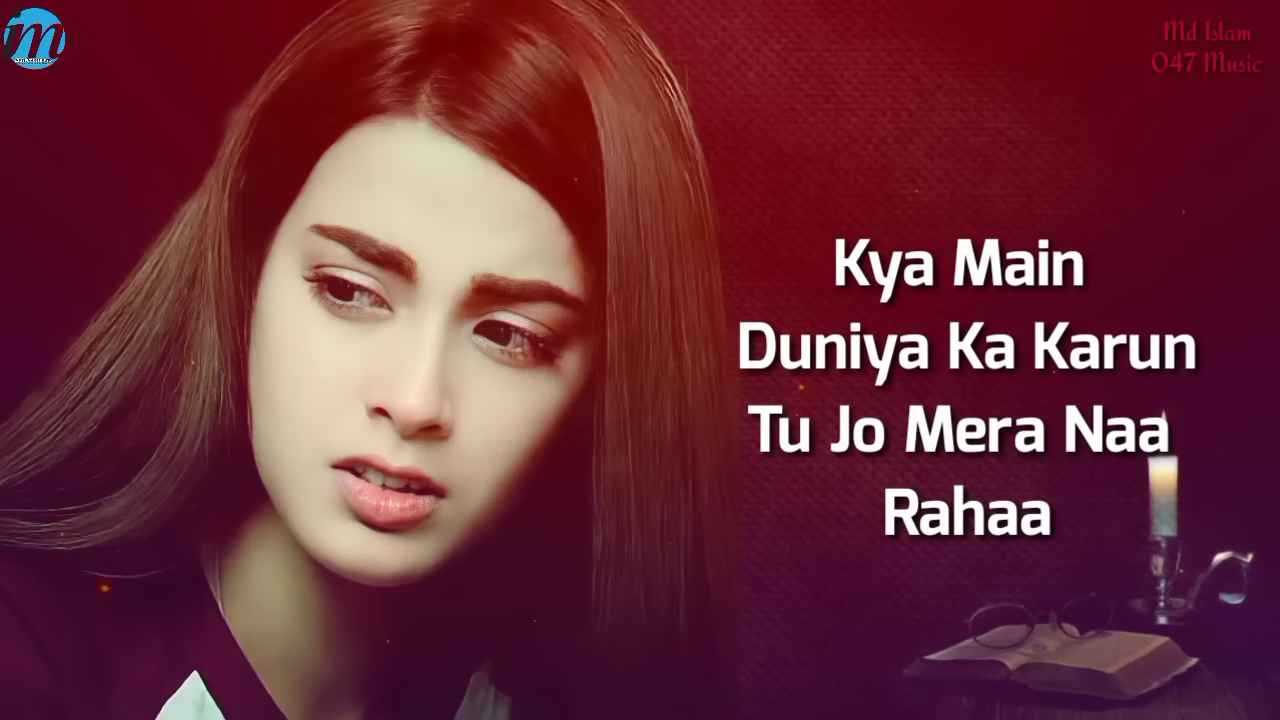 m
Md Islam
047 Music
Kya Main
Duniya Ka Karun
Tu Jo Mera Naa
Rahaa